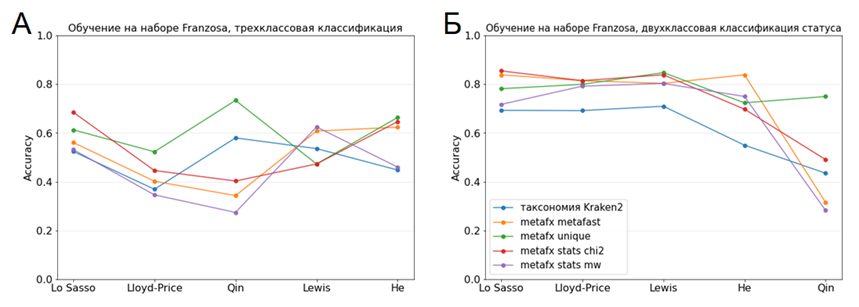 А
Обучение на наборе Franzosa, трехклассовая классификация
1.0
0.8
0.6
0.4
0.2
0.0
Accuracy
Lo Sasso Lloyd-Price Qin Lewis He
Б
Обучение на наборе Franzosa, двухклассовая классификация статуса
1.0
0.8
0.6
0.4
0.2
0.0
Accuracy
таксономия Kraken2
metafx metafast
metafx unique
metafx stats chi2
metafx stats mw
Lo Sasso Lloyd-Price Lewis He Qin